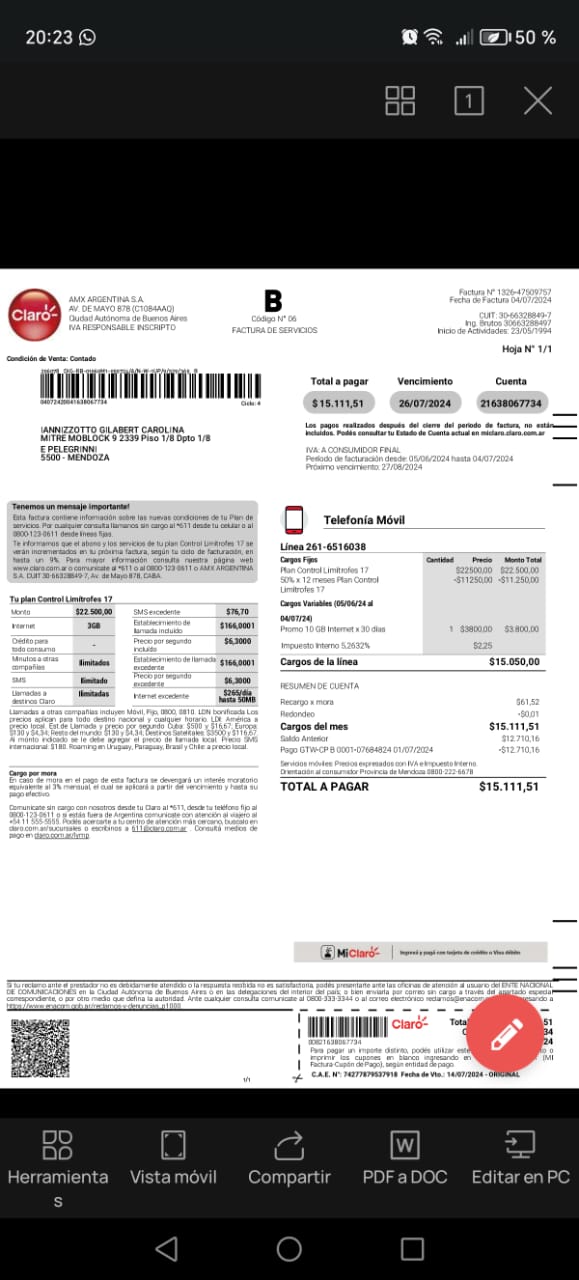 20:23
50 %
1
Claro
AMX ARGENTINA S.A.
AV. DE MAYO 878 (C1084AAQ)
Ciudad Autónoma de Buenos Aires
IVA RESPONSABLE INSCRIPTO
B
Código N° 06
FACTURA DE SERVICIOS
Factura N° 1326-47509757
Fecha de Factura 04/07/2024
CUIT: 30-66328849-7
Ing. Brutos 30663288497
Inicio de Actividades: 23/05/1994
Hoja N° 1/1
Condición de Venta: Contado
04072420041638067734
Ciclo: 4
Total a pagar
Vencimiento
Cuenta
$15.111,51
26/07/2024
21638067734
Los pagos realizados después del cierre del período de factura, no están
incluidos. Podés consultar tu Estado de Cuenta actual en miclaro.claro.com.ar
IANNIZZOTTO GILABERT CAROLINA
MITRE MOBLOCK 9 2339 Piso 1/8 Dpto 1/8
E PELEGRINNI
5500 - MENDOZA
IVA: A CONSUMIDOR FINAL
Período de facturación desde: 05/06/2024 hasta 04/07/2024
Próximo vencimiento: 27/08/2024
Tenemos un mensaje importante!
Esta factura contiene información sobre las nuevas condiciones de tu Plan de
servicios. Por cualquier consulta llamanos sin cargo al *611 desde tu celular o al
0800-123-0611 desde líneas fijas.
Te informamos que el abono y los servicios de tu plan Control Limítrofes 17 se
verán incrementados en tu próxima factura, según tu ciclo de facturación, en
hasta un 9%. Para mayor información consulta nuestra página web
www.claro.com.ar o comunicate al *611 o al 0800-123-0611 o AMX ARGENTINA
S.A. CUIT 30-66328849-7, Av. de Mayo 878, CABA.
Tu plan Control Limítrofes 17
Monto $22.500,00 SMS excedente $76,70
Internet 3GB Establecimiento de llamada incluido $166,0001
Crédito para todo consumo - Precio por segundo incluido $6,3000
Minutos a otras compañías Ilimitados Establecimiento de llamada excedente $166,0001
SMS Ilimitado Precio por segundo excedente $6,3000
Llamadas a destinos Claro Ilimitadas Internet excedente $265/día hasta 50MB
Llamadas a otras compañías incluyen Móvil, Fijo, 0800, 0810. LDN bonificada. Los
precios aplican para todo destino nacional y cualquier horario. LDI: América a
precio local. Est.de Llamada y precio por segundo Cuba: $500 y $16,67, Europa:
$130 y $4,34; Resto del mundo: $130 y $4,34, Destinos Satelitales: $3500 y $116,67.
Al monto indicado se le debe agregar el precio de llamada local. Precio SMS
internacional: $180. Roaming en Uruguay, Paraguay, Brasil y Chile: a precio local.
Cargo por mora
En caso de mora en el pago de esta factura se devengará un interés moratorio
equivalente al 3% mensual, el cual se aplicará a partir del vencimiento y hasta su
pago efectivo.
Comunicate sin cargo con nosotros desde tu Claro al *611, desde tu teléfono fijo al
0800-123-0611 o si estás fuera de Argentina comunicate con atención al viajero al
+54 11 555-5555. Podés acercarte a tu centro de atención más cercano, buscalo en
claro.com.ar/sucursales o escribinos a 611@claro.com.ar . Consultá medios de
pago en claro.com.ar/fvmp
Telefonía Móvil
Línea 261-6516038
Cargos Fijos Cantidad Precio Monto Total
Plan Control Limítrofes 17 $22500,00 $22.500,00
50% x 12 meses Plan Control -$11250,00 -$11.250,00
Limítrofes 17
Cargos Variables (05/06/24 al
04/07/24)
Promo 10 GB Internet x 30 días 1 $3800,00 $3.800,00
Impuesto Interno 5,2632% $2,25
Cargos de la línea $15.050,00
RESUMEN DE CUENTA
Recargo x mora $61,52
Redondeo -$0,01
Cargos del mes $15.111,51
Saldo Anterior $12.710,16
Pago GTW-CP B 0001-07684824 01/07/2024 -$12.710,16
Servicios móviles: Precios expresados con IVA e Impuesto Interno.
Orientación al consumidor Provincia de Mendoza 0800-222-6678
TOTAL A PAGAR $15.111,51
MiClaro
Ingresá y pagá con tarjeta de crédito o Visa débito
Si tu reclamo ante el prestador no es debidamente atendido o la respuesta recibida no es satisfactoria, podés presentarte ante las oficinas de atención al usuario del ENTE NACIONAL
DE COMUNICACIONES en la Ciudad Autónoma de Buenos Aires o en las delegaciones del interior del país; o bien enviarla por correo sin cargo a través del apartado especial
correspondiente, o por otro medio que defina la autoridad. Ante cualquier consulta comunicate al 0800-333-3344 o al correo electrónico reclamos@enacom
https://www.enacom.gob.ar/reclamos-y-denuncias_p1000
Claro
Tota 51
C 34
24
00821638067734
Para pagar un importe distinto, podés utilizar este o
imprimir los cupones en blanco ingresando en (MI
Factura-Cupón de Pago), según entidad de pago
C.A.E. N°: 74277879537918 Fecha de Vto.: 14/07/2024 - ORIGINAL
1/1
Herramientas
Vista móvil
Compartir
W
PDF a DOC
Editar en PC